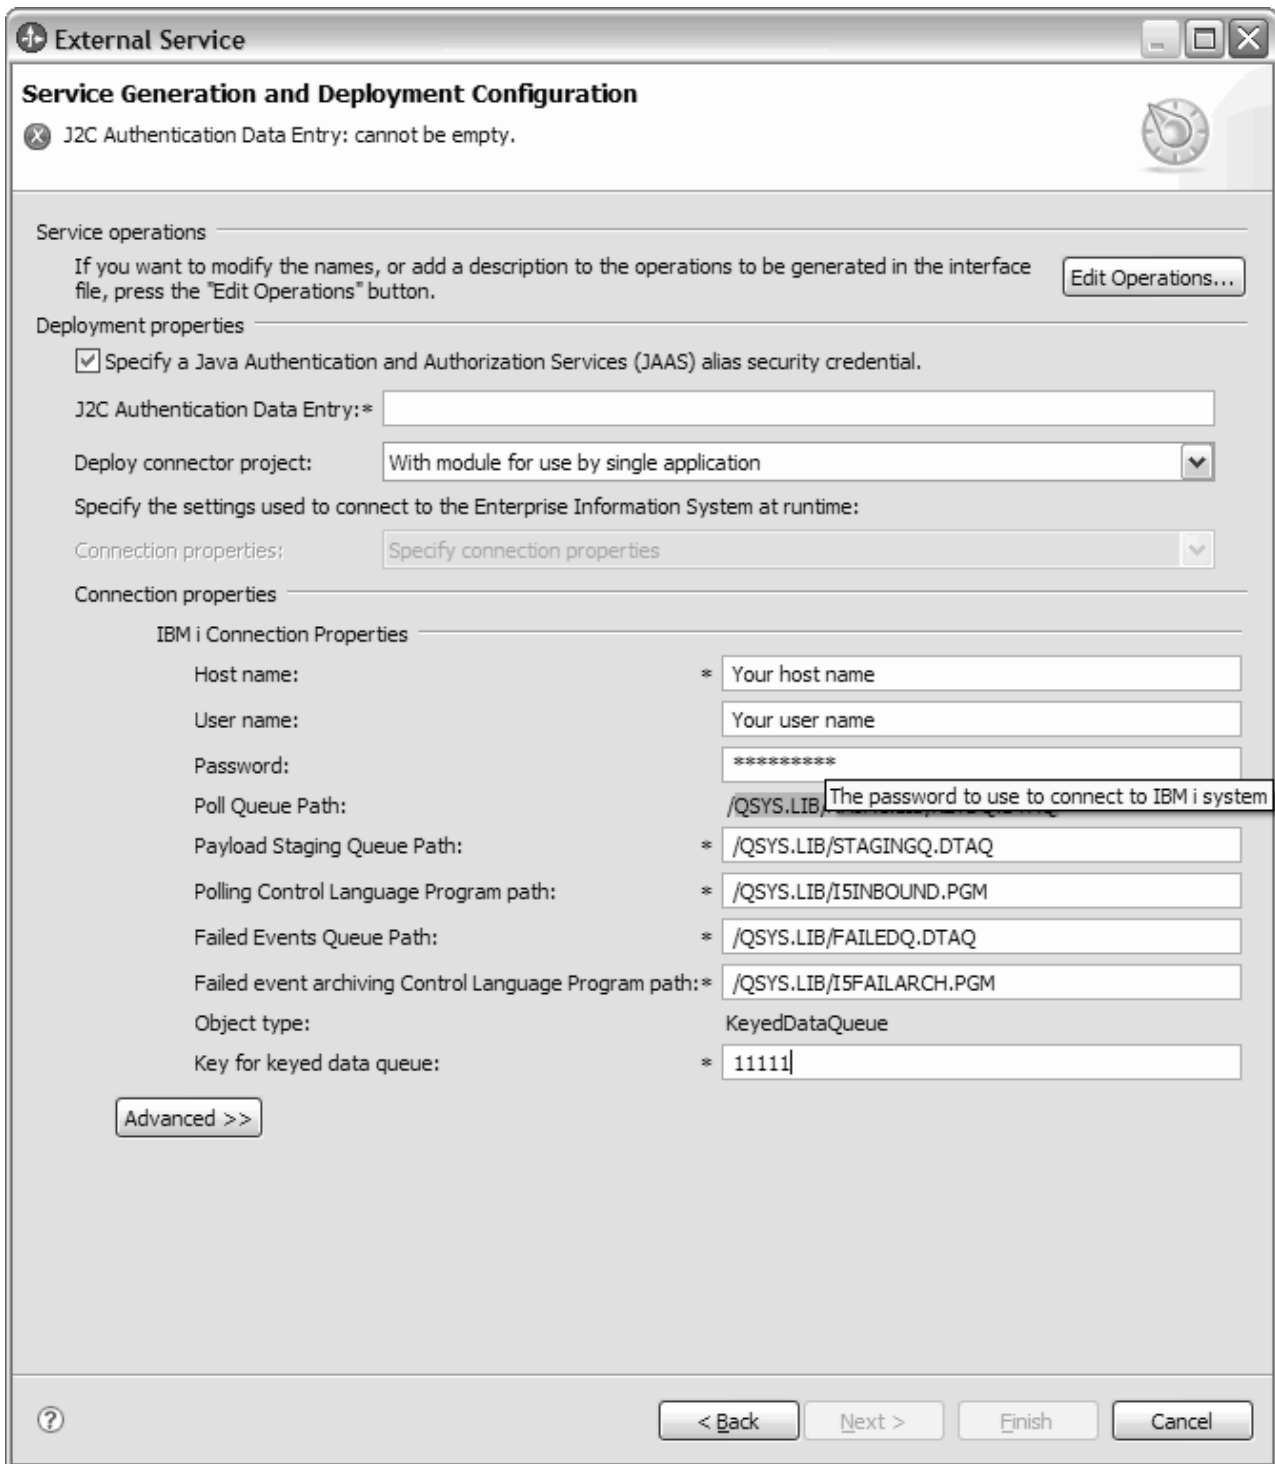 External Service
Service Generation and Deployment Configuration
J2C Authentication Data Entry: cannot be empty.
Service operations
If you want to modify the names, or add a description to the operations to be generated in the interface
file, press the "Edit Operations" button.
Edit Operations...
Deployment properties
Specify a Java Authentication and Authorization Services (JAAS) alias security credential.
J2C Authentication Data Entry:*
Deploy connector project: With module for use by single application
Specify the settings used to connect to the Enterprise Information System at runtime:
Connection properties: Specify connection properties
Connection properties
IBM i Connection Properties
Host name: * Your host name
User name: Your user name
Password: *********
The password to use to connect to IBM i system
Poll Queue Path: /QSYS.LIB/
Payload Staging Queue Path: * /QSYS.LIB/STAGINGQ.DTAQ
Polling Control Language Program path: * /QSYS.LIB/I5INBOUND.PGM
Failed Events Queue Path: * /QSYS.LIB/FAILEDQ.DTAQ
Failed event archiving Control Language Program path:* /QSYS.LIB/I5FAILARCH.PGM
Object type: KeyedDataQueue
Key for keyed data queue: * 11111
Advanced >>
? < Back Next > Finish Cancel